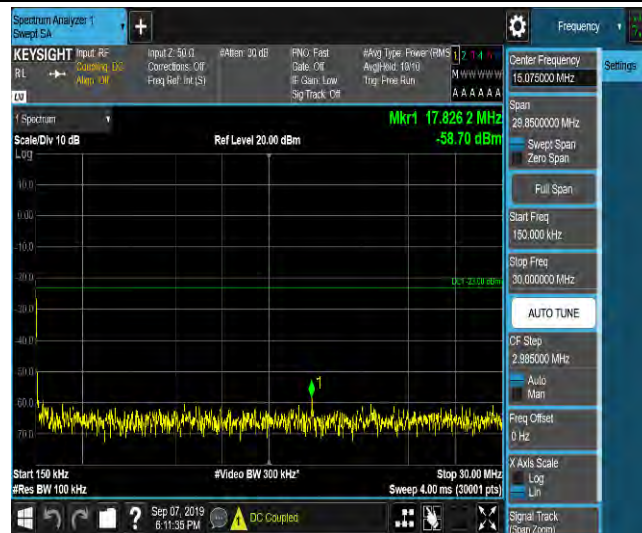 Spectrum Analyzer 1
Swept SA
+
Frequency
KEYSIGHT
Input: RF
Coupling: DC
Align: Off
Input Z: 50 Ω
Corrections: Off
Freq Ref: Int (S)
#Atten: 30 dB
PNO: Fast
Gate: Off
IF Gain: Low
Sig Track: Off
#Avg Type: Power (RMS
Avg|Hold: 10/10
Trig: Free Run
M W W W W W
A A A A A A
RL
LXI
1 Spectrum
Scale/Div 10 dB
Log
Ref Level 20.00 dBm
Mkr1 17.826 2 MHz
-58.70 dBm
10.0
0.00
-10.0
-20.0
DL1 -23.00 dBm
-30.0
-40.0
-50.0
-60.0
-70.0
1
Start 150 kHz
#Res BW 100 kHz
#Video BW 300 kHz*
Stop 30.00 MHz
Sweep 4.00 ms (30001 pts)
Sep 07, 2019
6:11:35 PM
DC Coupled
Center Frequency
15.075000 MHz
Settings
Span
29.8500000 MHz
Swept Span
Zero Span
Full Span
Start Freq
150.000 kHz
Stop Freq
30.000000 MHz
AUTO TUNE
CF Step
2.985000 MHz
Auto
Man
Freq Offset
0 Hz
X Axis Scale
Log
Lin
Signal Track
(Span Zoom)